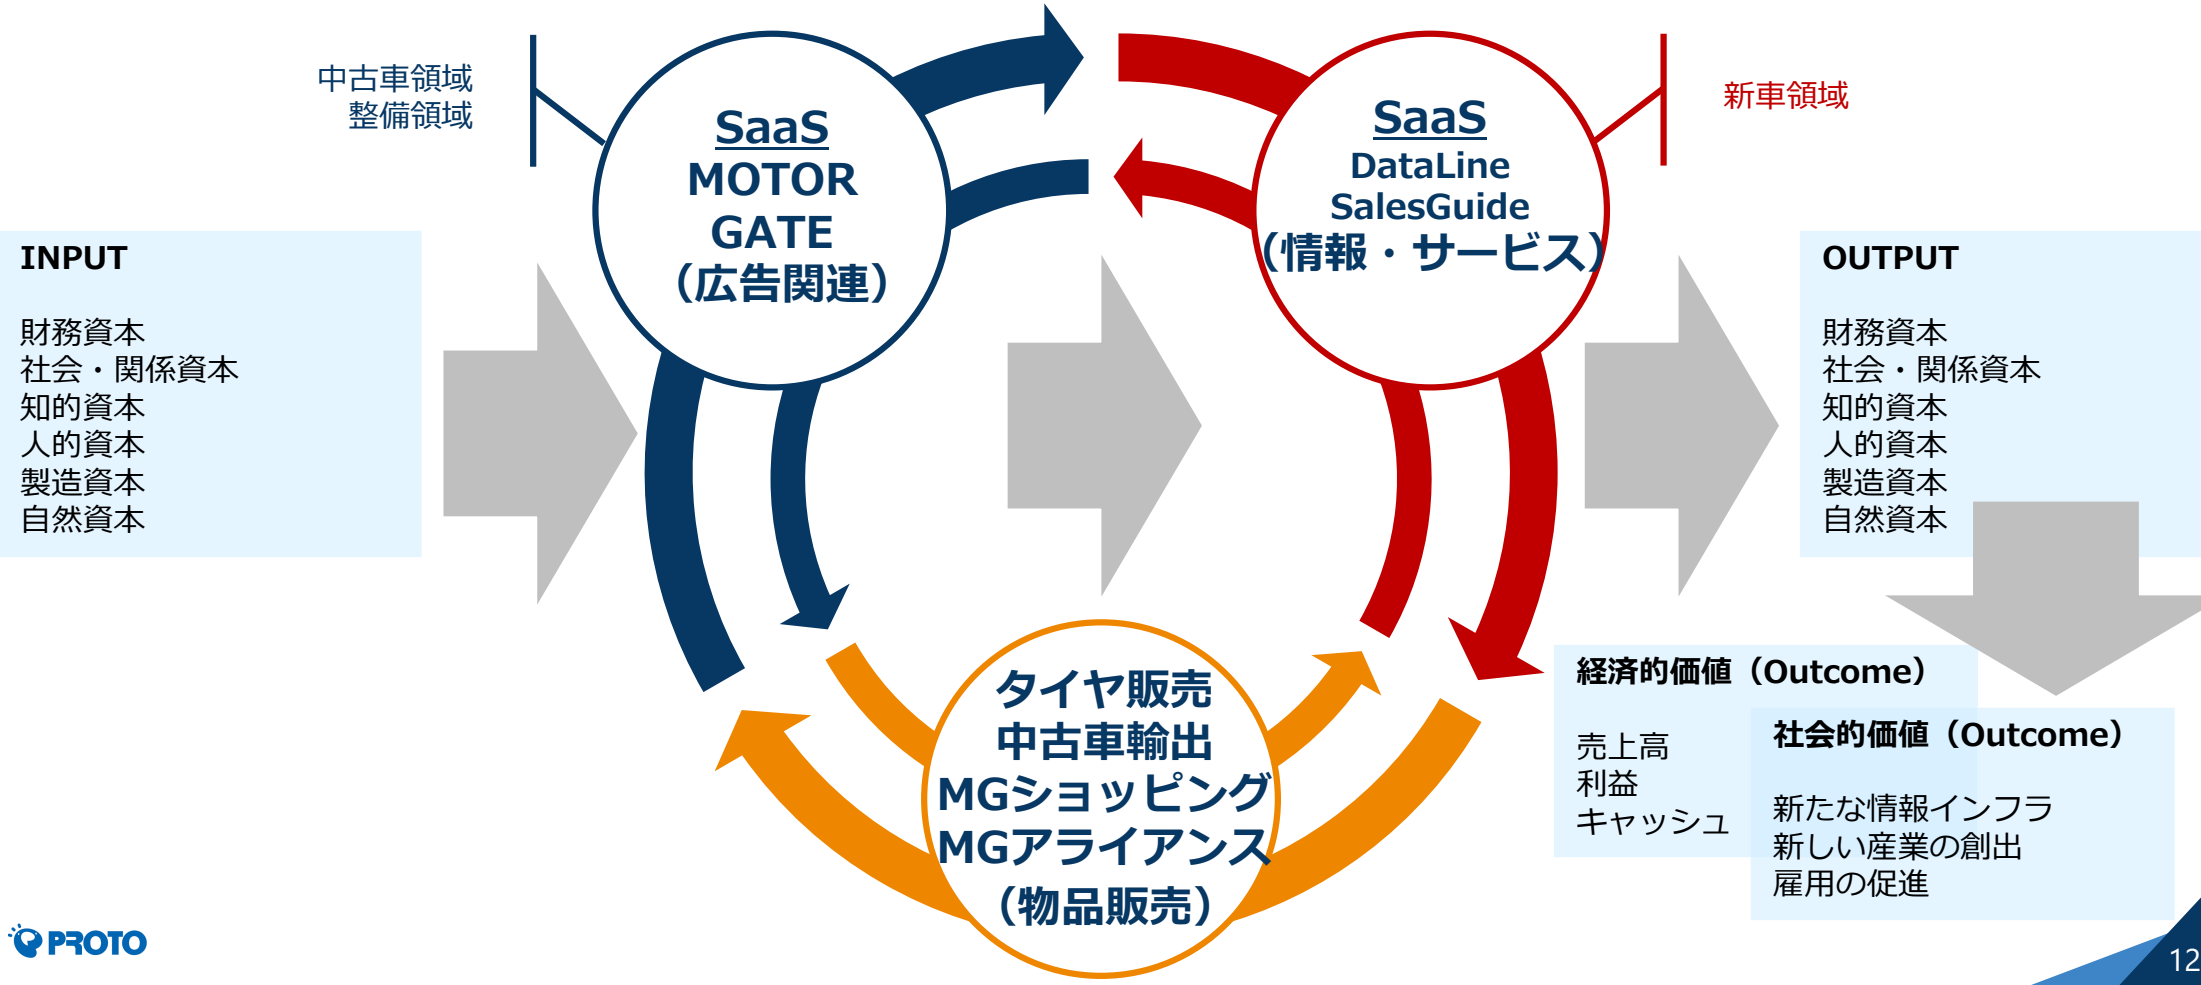 中古車領域
整備領域
SaaS
MOTOR
GATE
（広告関連）
SaaS
DataLine
SalesGuide
（情報・サービス）
新車領域
INPUT
財務資本
社会・関係資本
知的資本
人的資本
製造資本
自然資本
OUTPUT
財務資本
社会・関係資本
知的資本
人的資本
製造資本
自然資本
タイヤ販売
中古車輸出
MGショッピング
MGアライアンス
（物品販売）
経済的価値（Outcome）
売上高
利益
キャッシュ
社会的価値（Outcome）
新たな情報インフラ
新しい産業の創出
雇用の促進
PROTO
12